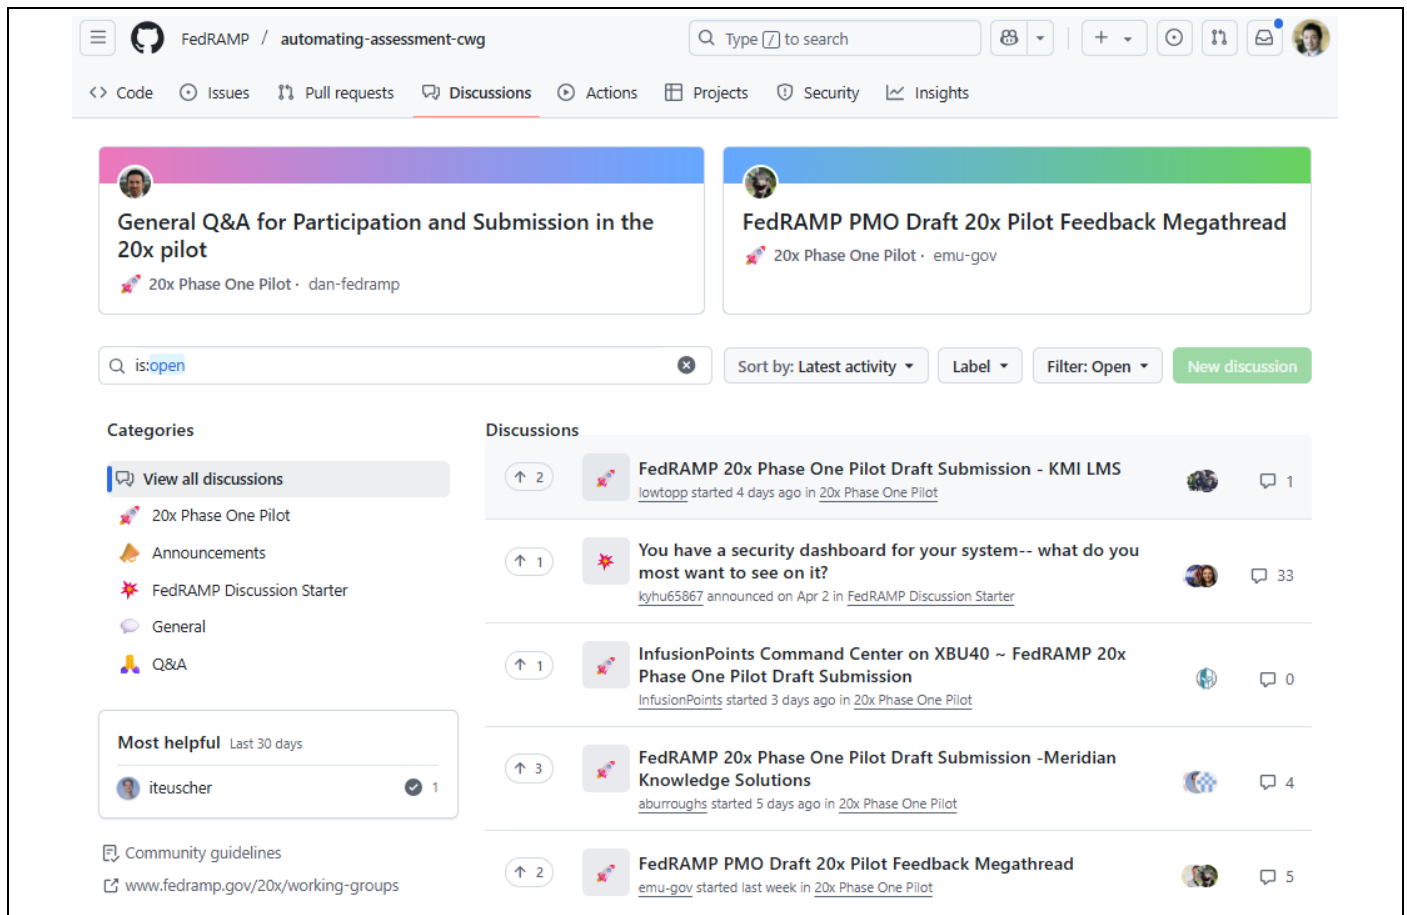 FedRAMP / automating-assessment-cwg
Type / to search
Code Issues Pull requests Discussions Actions Projects Security Insights
General Q&A for Participation and Submission in the
20x pilot
20x Phase One Pilot · dan-fedramp
FedRAMP PMO Draft 20x Pilot Feedback Megathread
20x Phase One Pilot · emu-gov
is:open
Sort by: Latest activity
Label
Filter: Open
New discussion
Categories
View all discussions
20x Phase One Pilot
Announcements
FedRAMP Discussion Starter
General
Q&A
Most helpful Last 30 days
iteuscher 1
Community guidelines
www.fedramp.gov/20x/working-groups
Discussions
2
FedRAMP 20x Phase One Pilot Draft Submission - KMI LMS
lowtopp started 4 days ago in 20x Phase One Pilot
1
1
You have a security dashboard for your system-- what do you
most want to see on it?
kyhu65867 announced on Apr 2 in FedRAMP Discussion Starter
33
1
InfusionPoints Command Center on XBU40 ~ FedRAMP 20x
Phase One Pilot Draft Submission
InfusionPoints started 3 days ago in 20x Phase One Pilot
0
3
FedRAMP 20x Phase One Pilot Draft Submission -Meridian
Knowledge Solutions
aburroughs started 5 days ago in 20x Phase One Pilot
4
2
FedRAMP PMO Draft 20x Pilot Feedback Megathread
emu-gov started last week in 20x Phase One Pilot
5